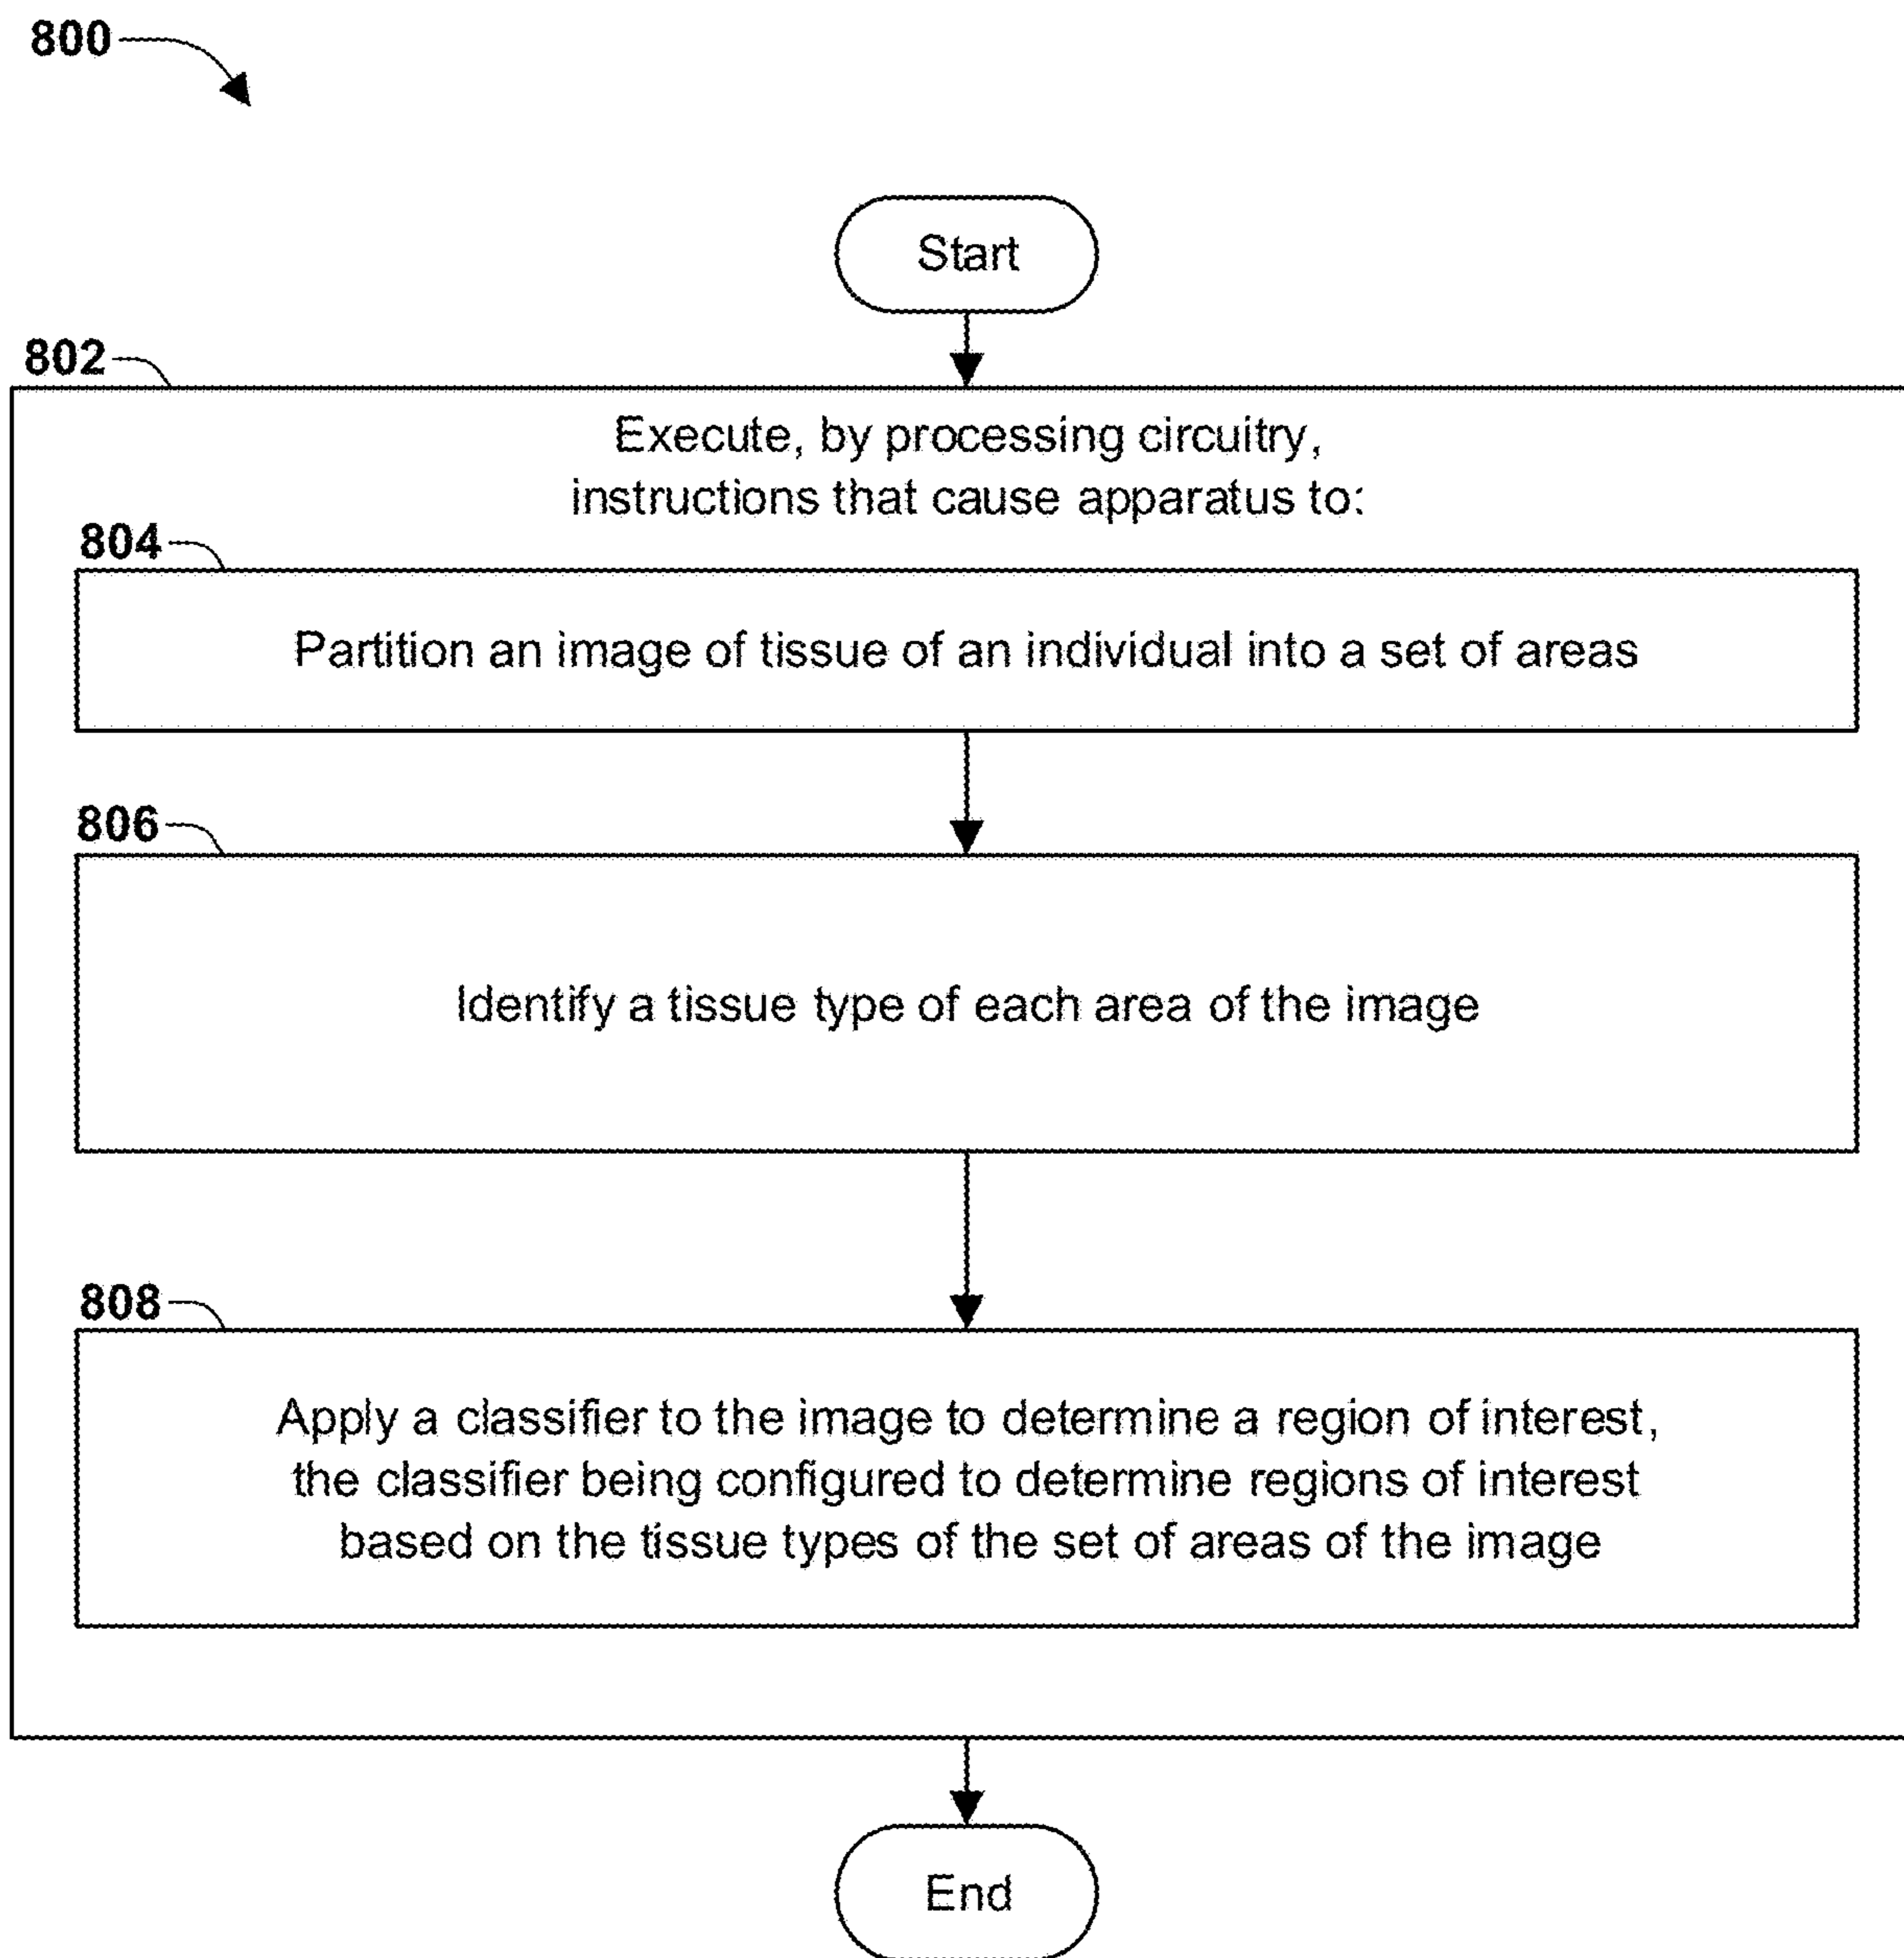 800
Start
802
Execute, by processing circuitry,
instructions that cause apparatus to:
804
Partition an image of tissue of an individual into a set of areas
806
Identify a tissue type of each area of the image
808
Apply a classifier to the image to determine a region of interest,
the classifier being configured to determine regions of interest
based on the tissue types of the set of areas of the image
End